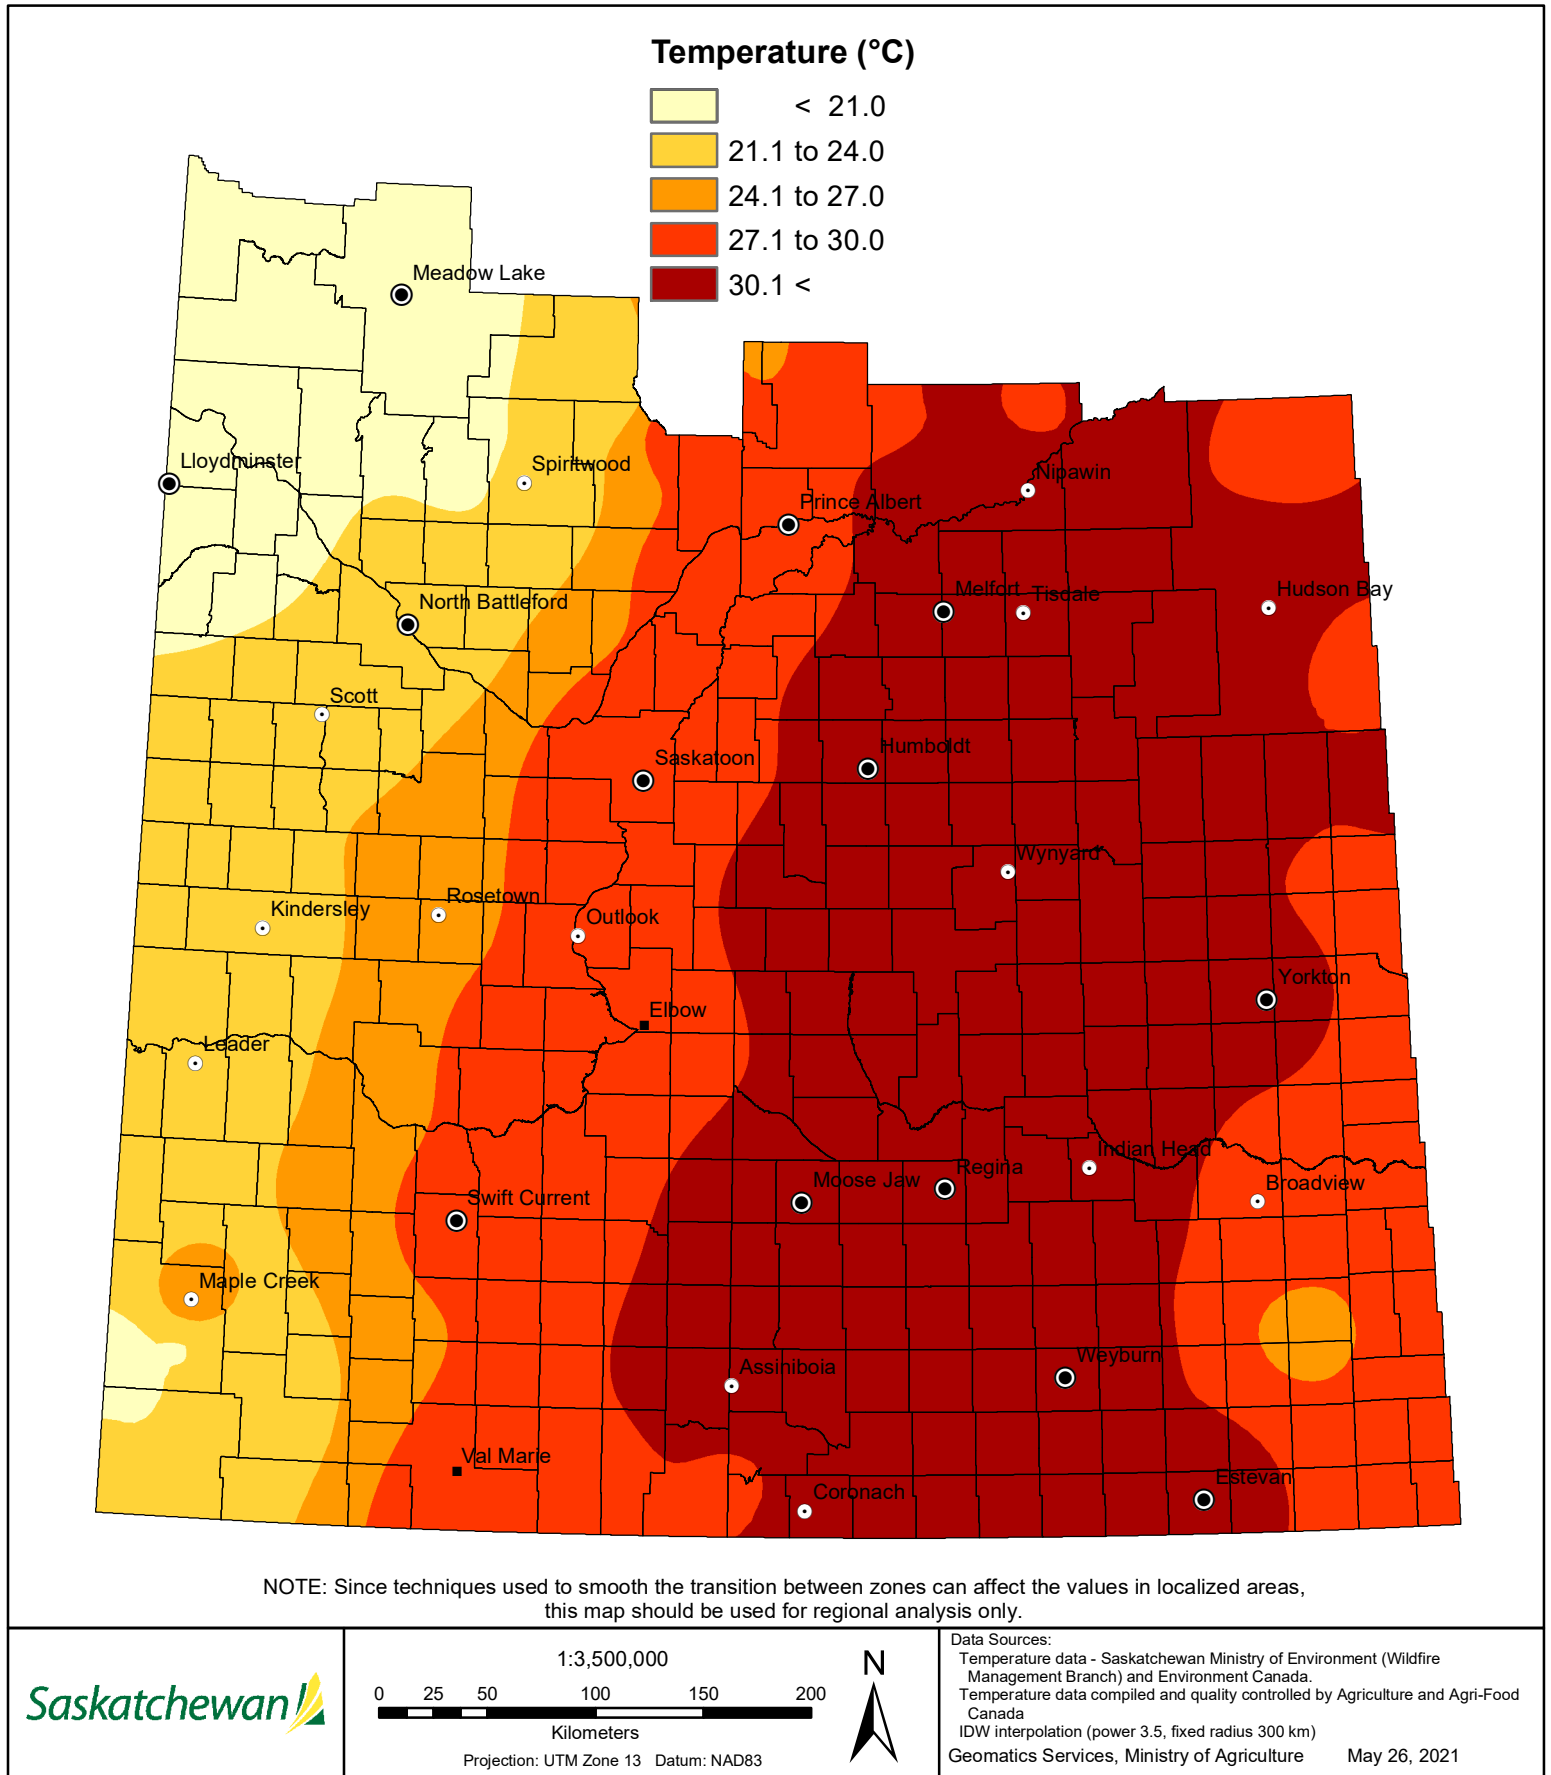 Temperature (°C)
< 21.0
21.1 to 24.0
24.1 to 27.0
27.1 to 30.0
30.1 <
Meadow Lake
Lloydminster
Spiritwood
Nipawin
Prince Albert
Hudson Bay
Melfort
Tisdale
North Battleford
Scott
Humboldt
Saskatoon
Wynyard
Rosetown
Kindersley
Outlook
Yorkton
Elbow
Leader
Indian Head
Regina
Moose Jaw
Broadview
Swift Current
Maple Creek
Weyburn
Assiniboia
Val Marie
Estevan
Coronach
NOTE: Since techniques used to smooth the transition between zones can affect the values in localized areas,
this map should be used for regional analysis only.
Saskatchewan
1:3,500,000
0 25 50 100 150 200
Kilometers
Projection: UTM Zone 13 Datum: NAD83
N
Data Sources:
Temperature data - Saskatchewan Ministry of Environment (Wildfire
Management Branch) and Environment Canada.
Temperature data compiled and quality controlled by Agriculture and Agri-Food
Canada
IDW interpolation (power 3.5, fixed radius 300 km)
Geomatics Services, Ministry of Agriculture May 26, 2021